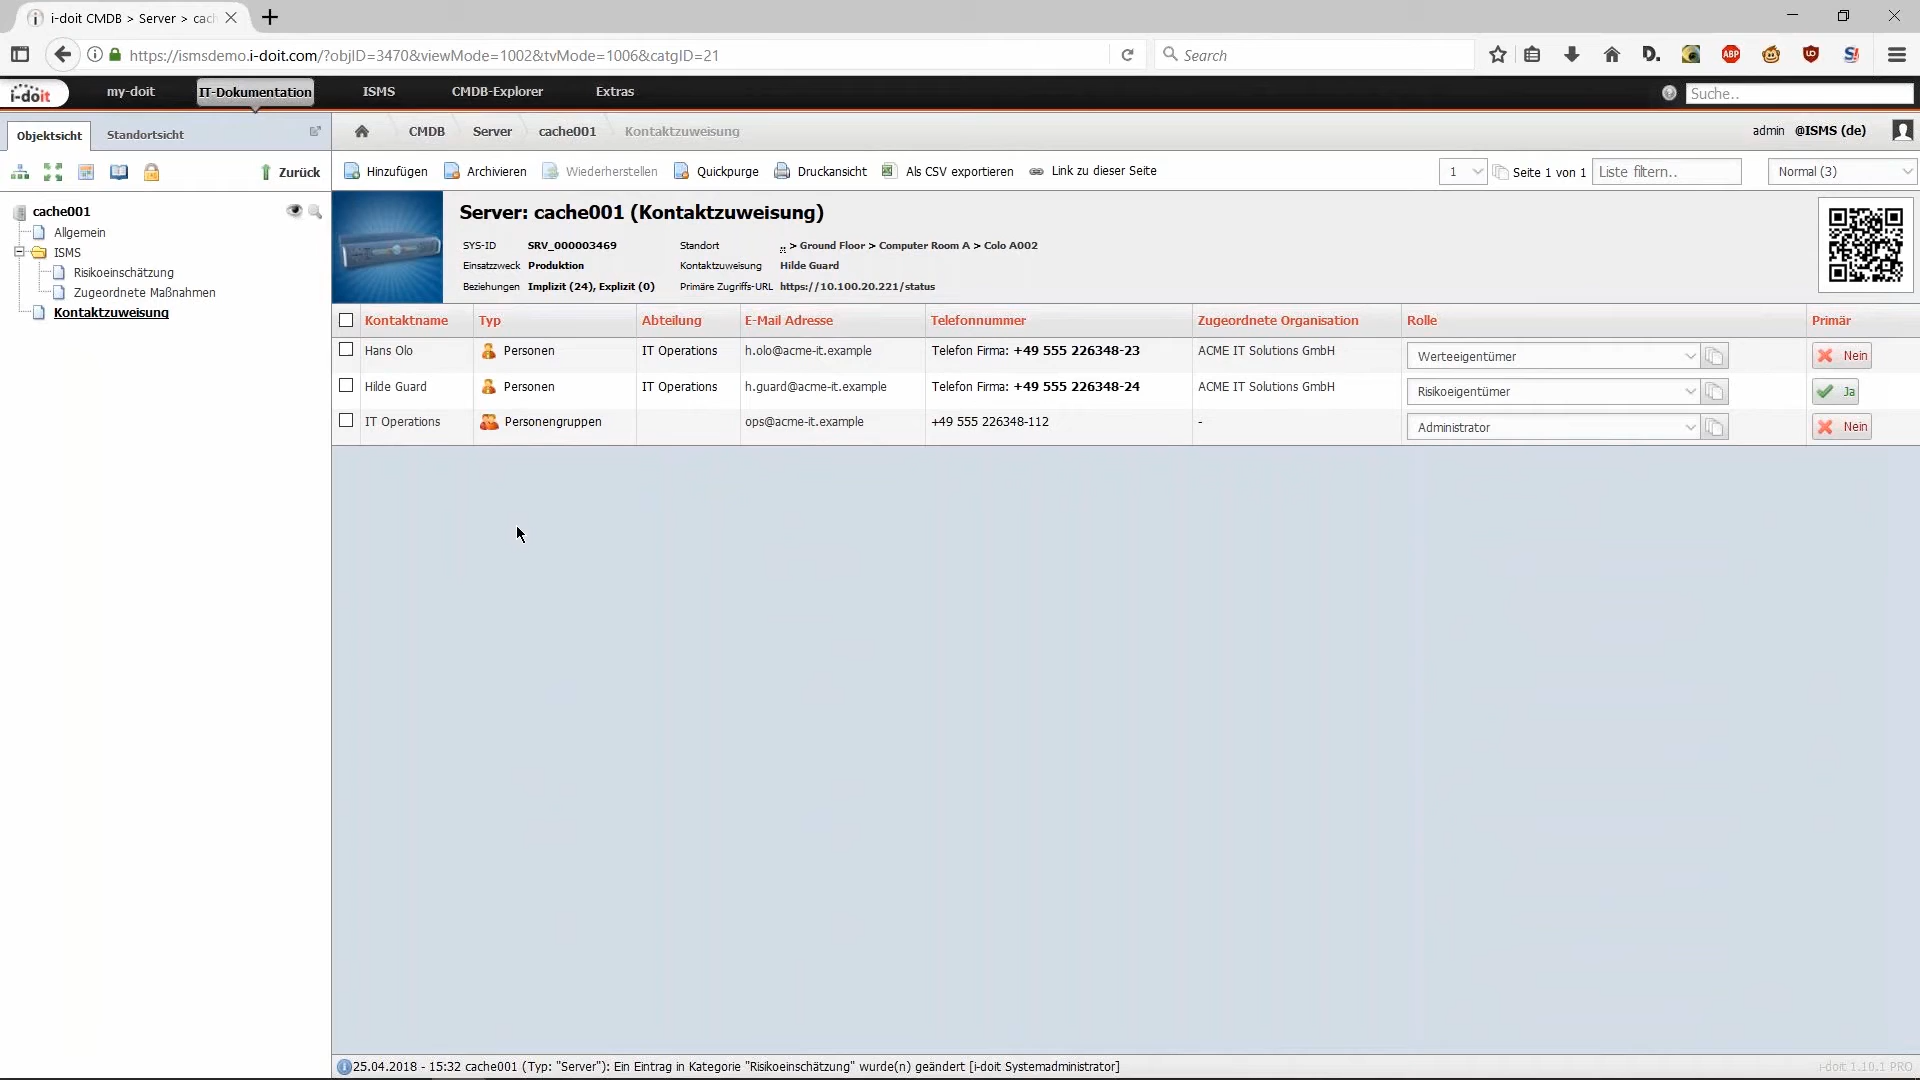 i-doit CMDB > Server > cach
https://ismsdemo.i-doit.com/?objID=3470&viewMode=1002&tvMode=1006&catgID=21
Search
D.
ABP
i-doit
my-doit
IT-Dokumentation
ISMS
CMDB-Explorer
Extras
Suche..
Objektsicht
Standortsicht
CMDB
Server
cache001
Kontaktzuweisung
admin @ISMS (de)
Zurück
Hinzufügen
Archivieren
Wiederherstellen
Quickpurge
Druckansicht
Als CSV exportieren
Link zu dieser Seite
1
Seite 1 von 1
Liste filtern..
Normal (3)
cache001
Allgemein
ISMS
Risikoeinschätzung
Zugeordnete Maßnahmen
Kontaktzuweisung
Server: cache001 (Kontaktzuweisung)
SYS-ID SRV_000003469
Standort .. > Ground Floor > Computer Room A > Colo A002
Einsatzzweck Produktion
Kontaktzuweisung Hilde Guard
Beziehungen Implizit (24), Explizit (0)
Primäre Zugriffs-URL https://10.100.20.221/status
Kontaktname Typ Abteilung E-Mail Adresse Telefonnummer Zugeordnete Organisation Rolle Primär
Hans Olo Personen IT Operations h.olo@acme-it.example Telefon Firma: +49 555 226348-23 ACME IT Solutions GmbH Werteeigentümer Nein
Hilde Guard Personen IT Operations h.guard@acme-it.example Telefon Firma: +49 555 226348-24 ACME IT Solutions GmbH Risikoeigentümer Ja
IT Operations Personengruppen ops@acme-it.example +49 555 226348-112 - Administrator Nein
25.04.2018 - 15:32 cache001 (Typ: "Server"): Ein Eintrag in Kategorie "Risikoeinschätzung" wurde(n) geändert [i-doit Systemadministrator]
i-doit 1.10.1 PRO